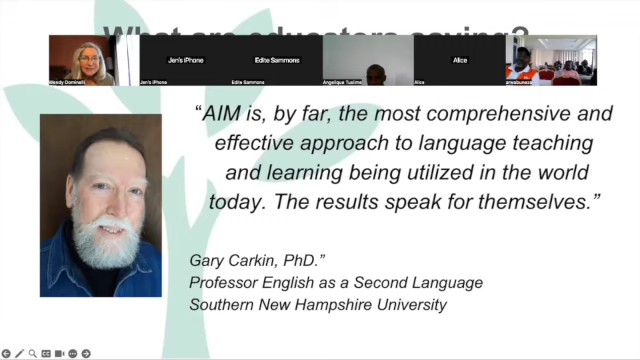 What are educators saying?
Jen's iPhone
Edite Sammons
Alice
Wendy Dominelli
Jen's iPhone
Edite Sammons
Angelique Tusiime
Alice
“AIM is, by far, the most comprehensive and
effective approach to language teaching
and learning being utilized in the world
today. The results speak for themselves.”
Gary Carkin, PhD.”
Professor English as a Second Language
Southern New Hampshire University